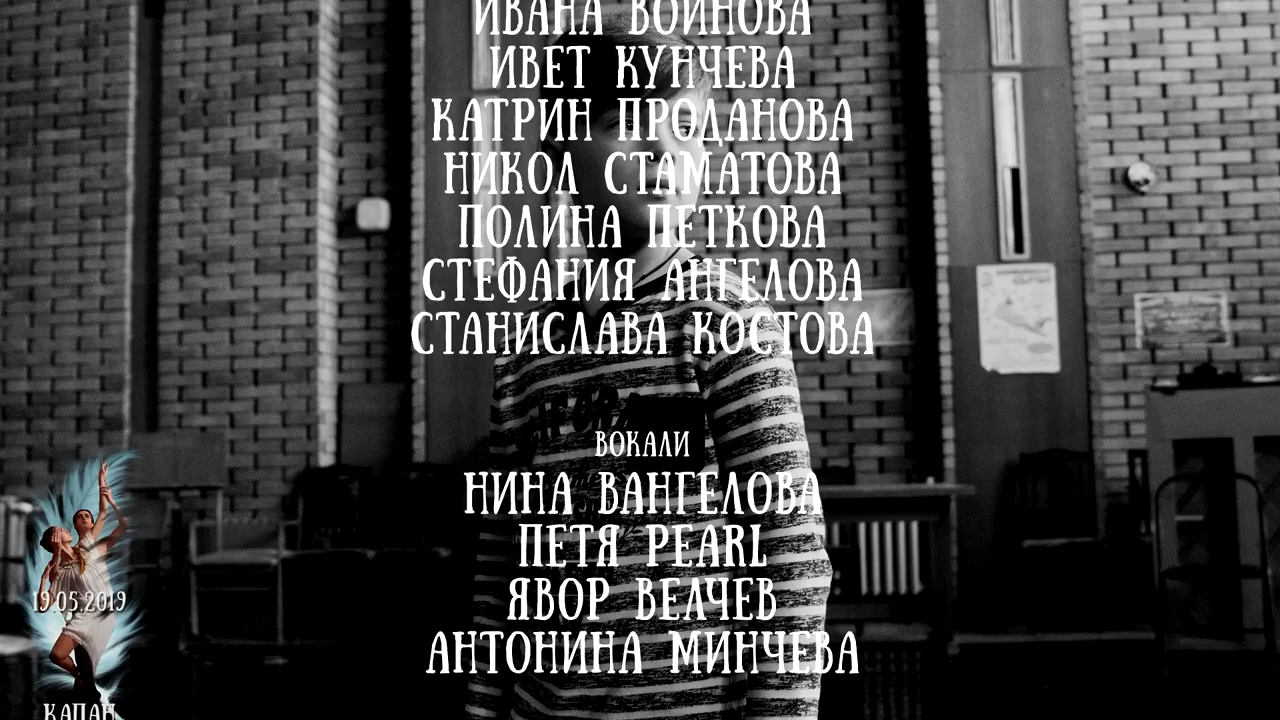 ИВАНА ВОЙНОВА
ИВЕТ КУНЧЕВА
КАТРИН ПРОДАНОВА
НИКОЛ СТАМАТОВА
ПОЛИНА ПЕТКОВА
СТЕФАНИЯ АНГЕЛОВА
СТАНИСЛАВА КОСТОВА
ВОКАЛИ
НИНА ВАНГЕЛОВА
ПЕТЯ PEARL
ЯВОР ВЕЛЧЕВ
АНТОНИНА МИНЧЕВА
19.05.2019
КАПАН